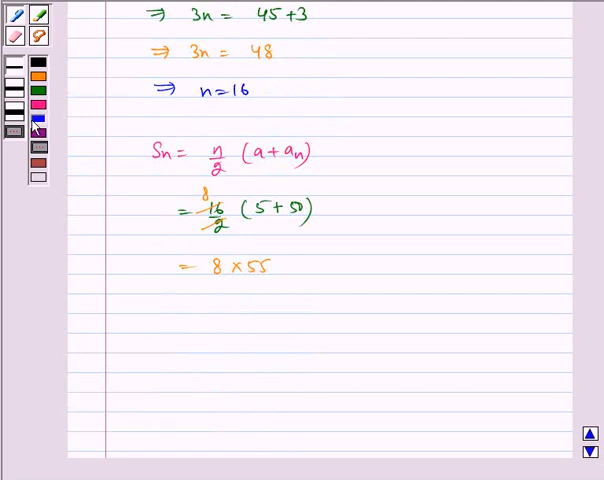 ⇒ 3n = 45+3
⇒ 3n = 48
⇒ n=16
Sn = n/2 (a + an)
= 8 16/2 (5 + 50)
= 8 × 55